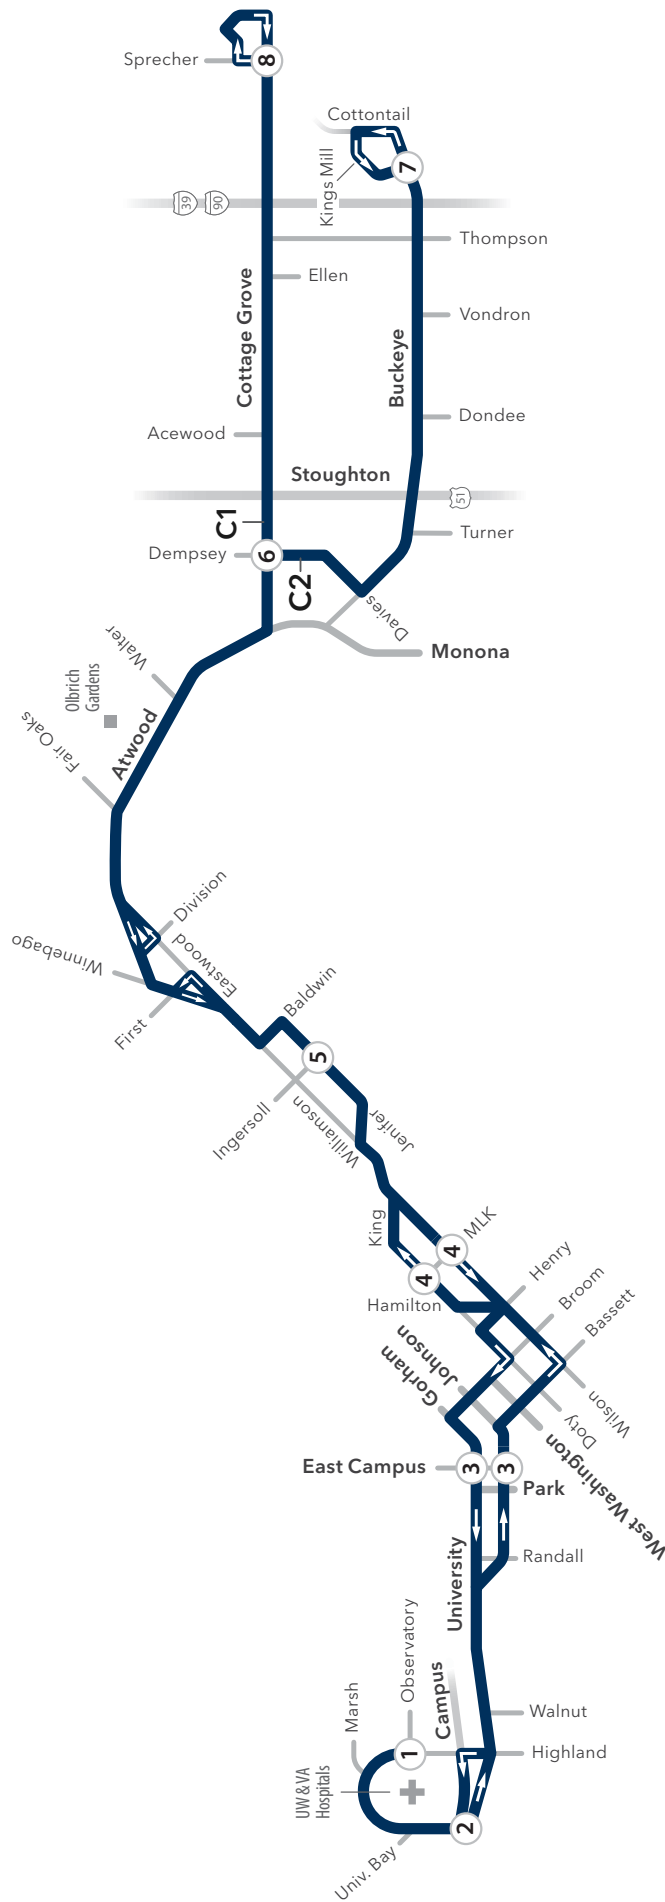 Sprecher
8
Cottontail
Kings Mill
7
39
90
Thompson
Ellen
Cottage Grove
Vondron
Buckeye
Dondee
Acewood
Stoughton
51
C1
Turner
Dempsey
6
C2
Davies
Monona
Walter
Olbrich
Gardens
Fair Oaks
Atwood
Division
Winnebago
Eastwood
First
Baldwin
5
Ingersoll
Williamson
Jenifer
King
MLK
4
4
Henry
Hamilton
Broom
Bassett
Johnson
Gorham
Wilson
Doty
West Washington
East Campus
3
3
Park
University
Randall
Observatory
Campus
Marsh
Walnut
1
Highland
UW & VA
Hospitals
2
Univ. Bay